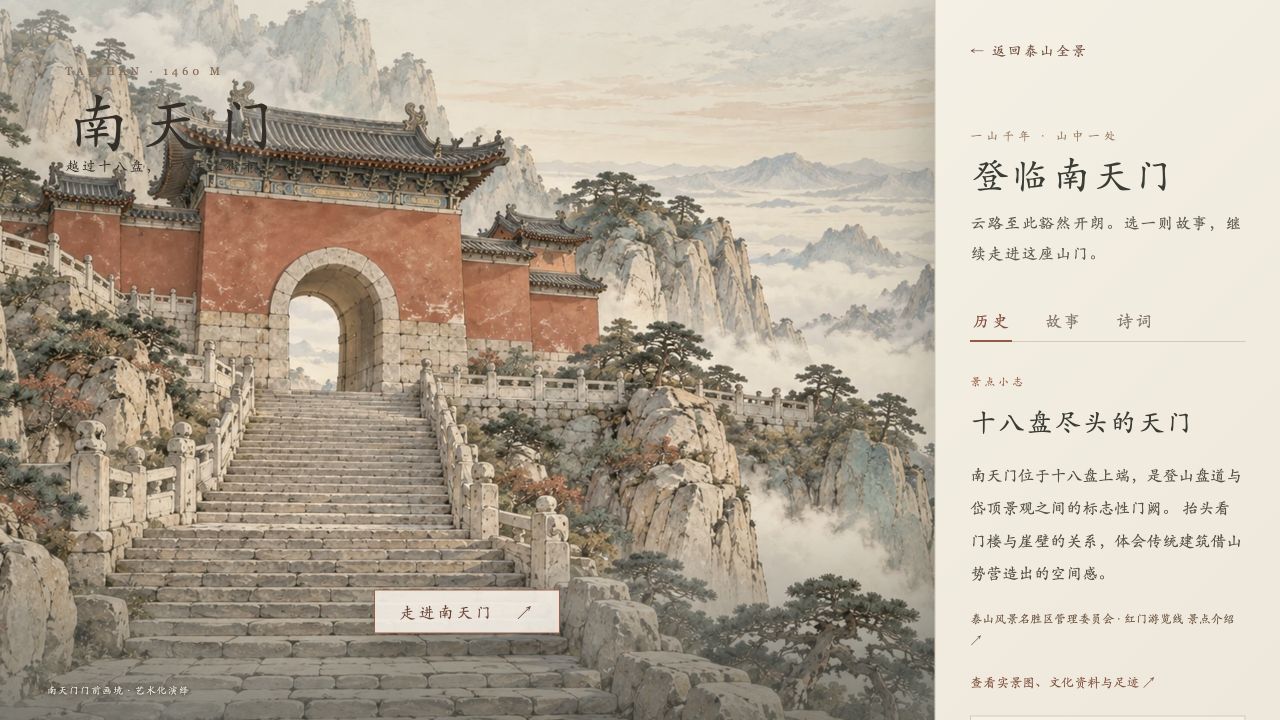 TAISHAN · 1460 M
南天门
越过十八盘，
走进南天门 ↗
南天门门前画境 · 艺术化演绎
← 返回泰山全景
一山千年 · 山中一处
登临南天门
云路至此豁然开朗。选一则故事，继
续走进这座山门。
历史 故事 诗词
景点小志
十八盘尽头的天门
南天门位于十八盘上端，是登山盘道与
岱顶景观之间的标志性门阙。 抬头看
门楼与崖壁的关系，体会传统建筑借山
势营造出的空间感。
泰山风景名胜区管理委员会 · 红门游览线 景点介绍
↗
查看实景图、文化资料与足迹 ↗